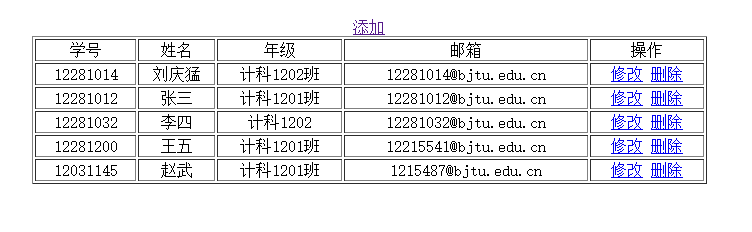 添加
学号 姓名 年级 邮箱 操作
12281014 刘庆猛 计科1202班 12281014@bjtu.edu.cn 修改 删除
12281012 张三 计科1201班 12281012@bjtu.edu.cn 修改 删除
12281032 李四 计科1202 12281032@bjtu.edu.cn 修改 删除
12281200 王五 计科1201班 12215541@bjtu.edu.cn 修改 删除
12031145 赵武 计科1201班 1215487@bjtu.edu.cn 修改 删除